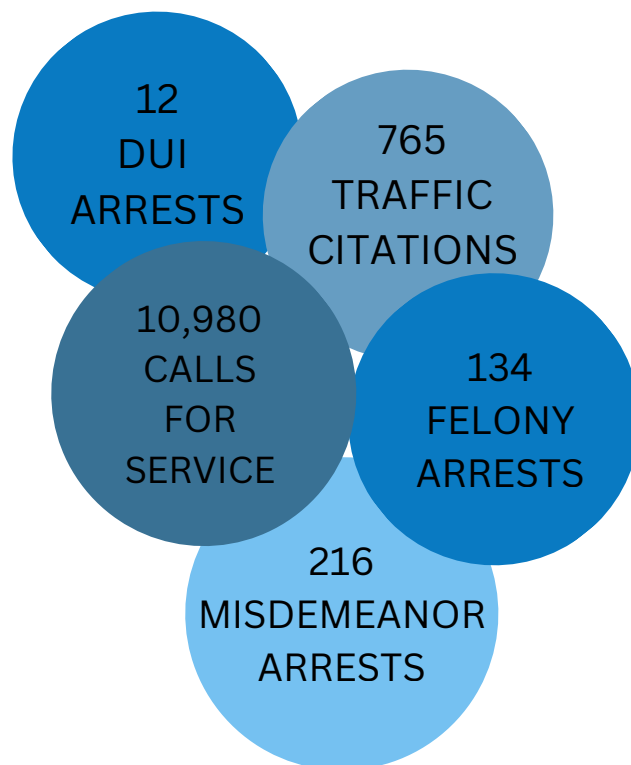 12
DUI
ARRESTS
765
TRAFFIC
CITATIONS
10,980
CALLS
FOR
SERVICE
134
FELONY
ARRESTS
216
MISDEMEANOR
ARRESTS